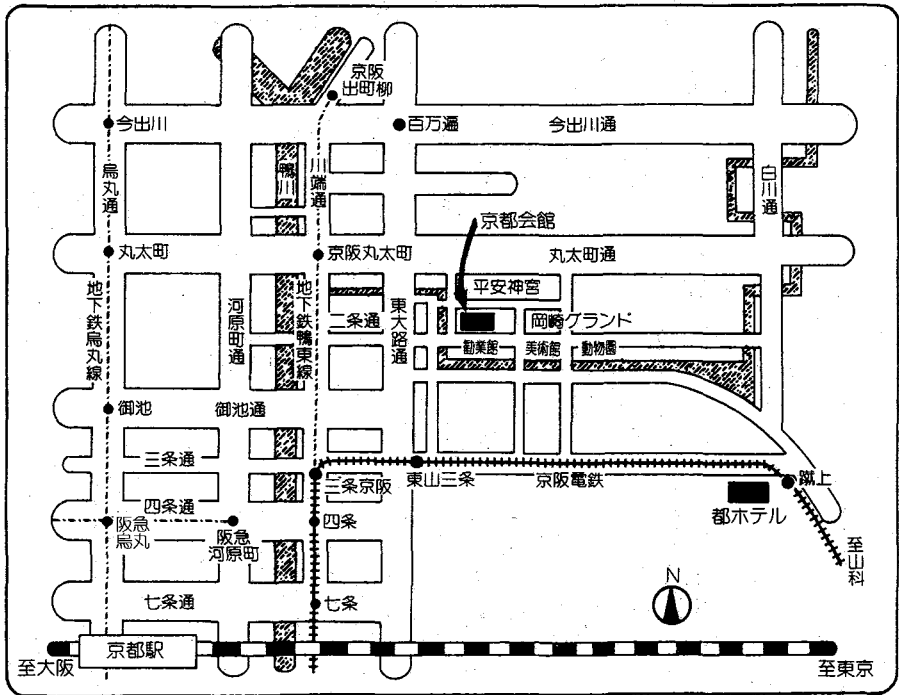 京阪
出町柳
今出川
百万遍
今出川通
烏丸通
鴨川
川端通
白川通
京都会館
丸太町
京阪丸太町
丸太町通
平安神宮
地下鉄烏丸線
河原町通
地下鉄鴨東線
二条通
東大路通
岡崎グランド
勧業館
美術館
動物園
御池
御池通
三条通
三条京阪
東山三条
京阪電鉄
蹴上
四条通
阪急
烏丸
阪急
河原町
四条
都ホテル
至山科
七条通
七条
N
京都駅
至大阪
至東京